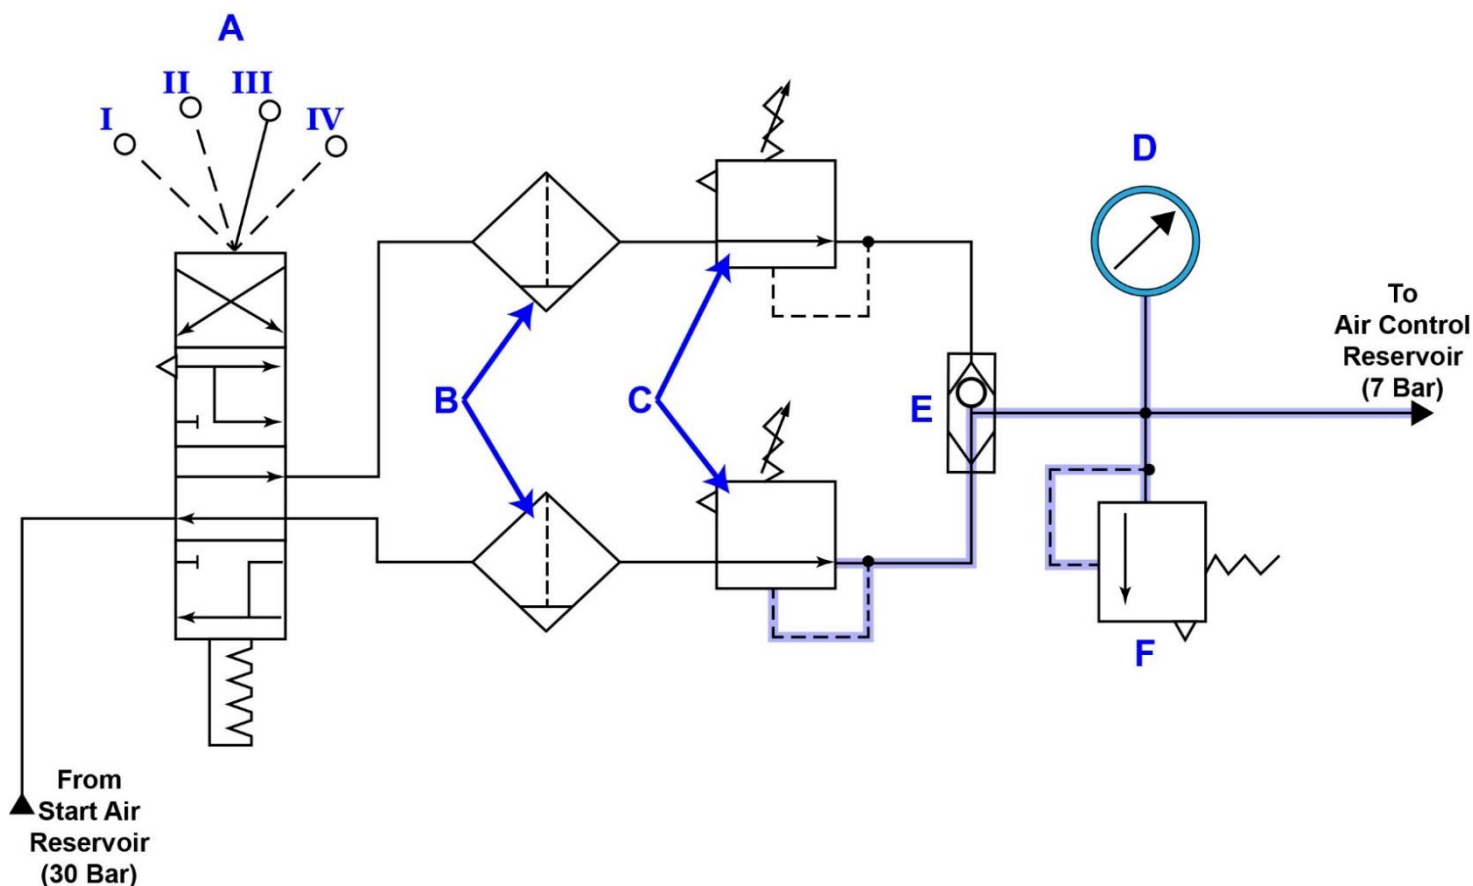 A
I
II
III
IV
D
To
Air Control
Reservoir
(7 Bar)
B
C
E
F
From
Start Air
Reservoir
(30 Bar)